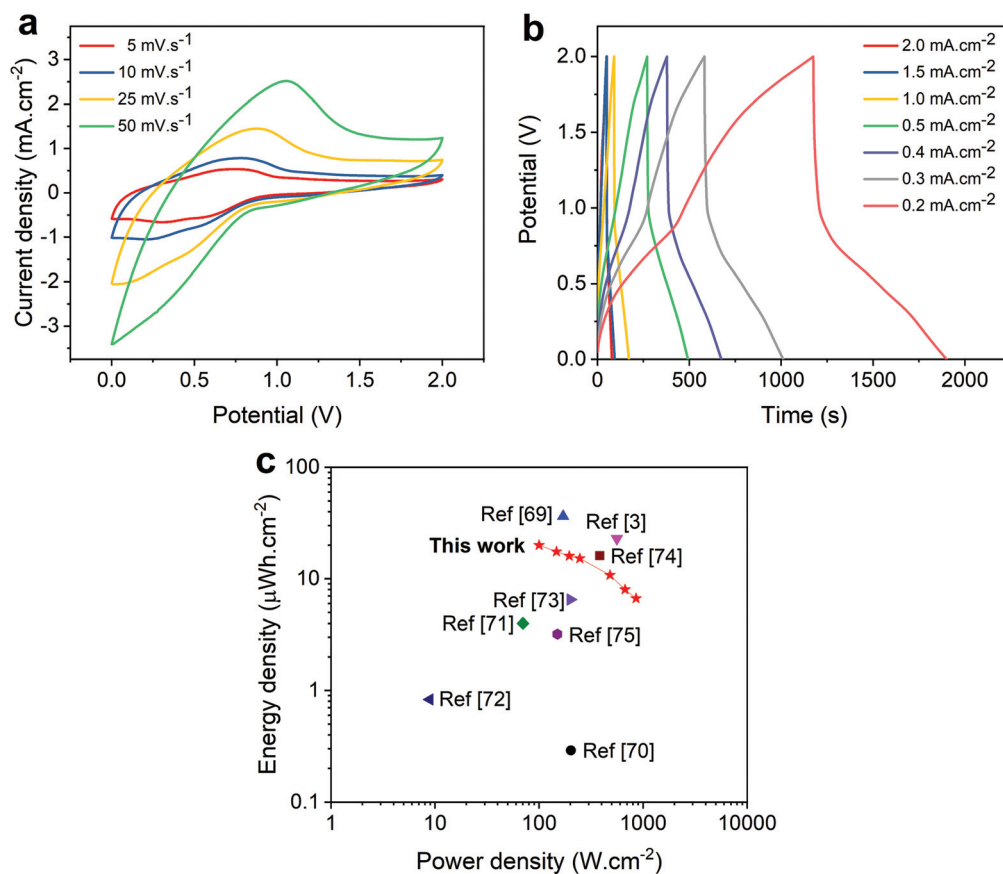 a
5 mV.s-1
10 mV.s-1
25 mV.s-1
50 mV.s-1
3
2
1
0
-1
-2
-3
0.0 0.5 1.0 1.5 2.0
Current density (mA.cm-2)
Potential (V)
b
2.0 mA.cm-2
1.5 mA.cm-2
1.0 mA.cm-2
0.5 mA.cm-2
0.4 mA.cm-2
0.3 mA.cm-2
0.2 mA.cm-2
2.0
1.5
1.0
0.5
0.0
0 500 1000 1500 2000
Potential (V)
Time (s)
c
100
10
1
0.1
1 10 100 1000 10000
Energy density (μWh.cm-2)
Power density (W.cm-2)
Ref [69]
Ref [3]
This work
Ref [74]
Ref [73]
Ref [71]
Ref [75]
Ref [72]
Ref [70]